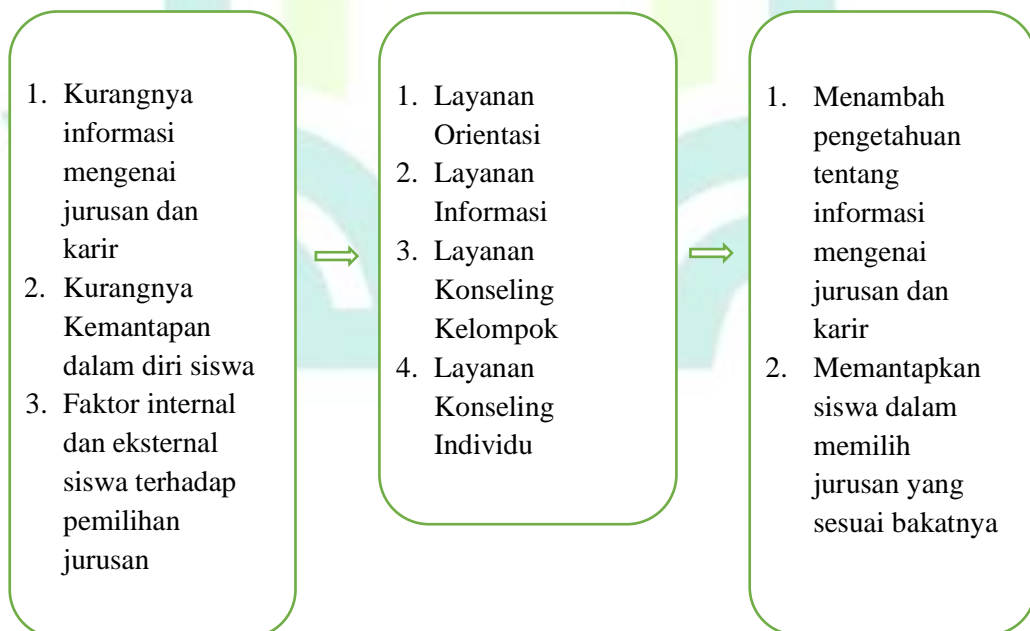 1. Kurangnya
informasi
mengenai
jurusan dan
karir
2. Kurangnya
Kemantapan
dalam diri siswa
3. Faktor internal
dan eksternal
siswa terhadap
pemilihan
jurusan
1. Layanan
Orientasi
2. Layanan
Informasi
3. Layanan
Konseling
Kelompok
4. Layanan
Konseling
Individu
1. Menambah
pengetahuan
tentang
informasi
mengenai
jurusan dan
karir
2. Memantapkan
siswa dalam
memilih
jurusan yang
sesuai bakatnya